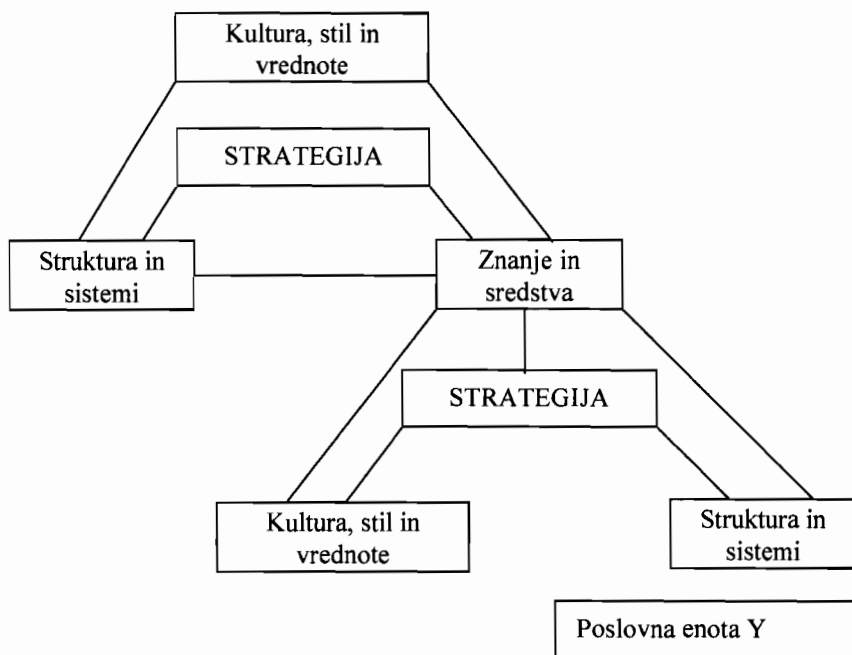 Kultura, stil in
vrednote
STRATEGIJA
Struktura in
sistemi
Znanje in
sredstva
STRATEGIJA
Kultura, stil in
vrednote
Struktura in
sistemi
Poslovna enota Y